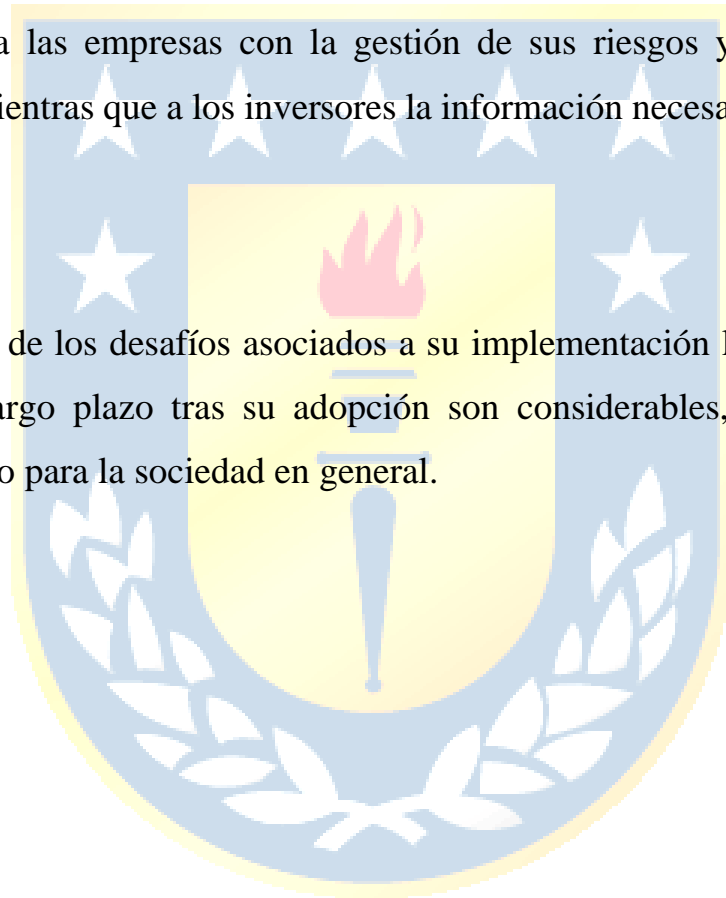 a las empresas con la gestión de sus riesgos y
ientras que a los inversores la información necesa
de los desafíos asociados a su implementación
argo plazo tras su adopción son considerables,
o para la sociedad en general.